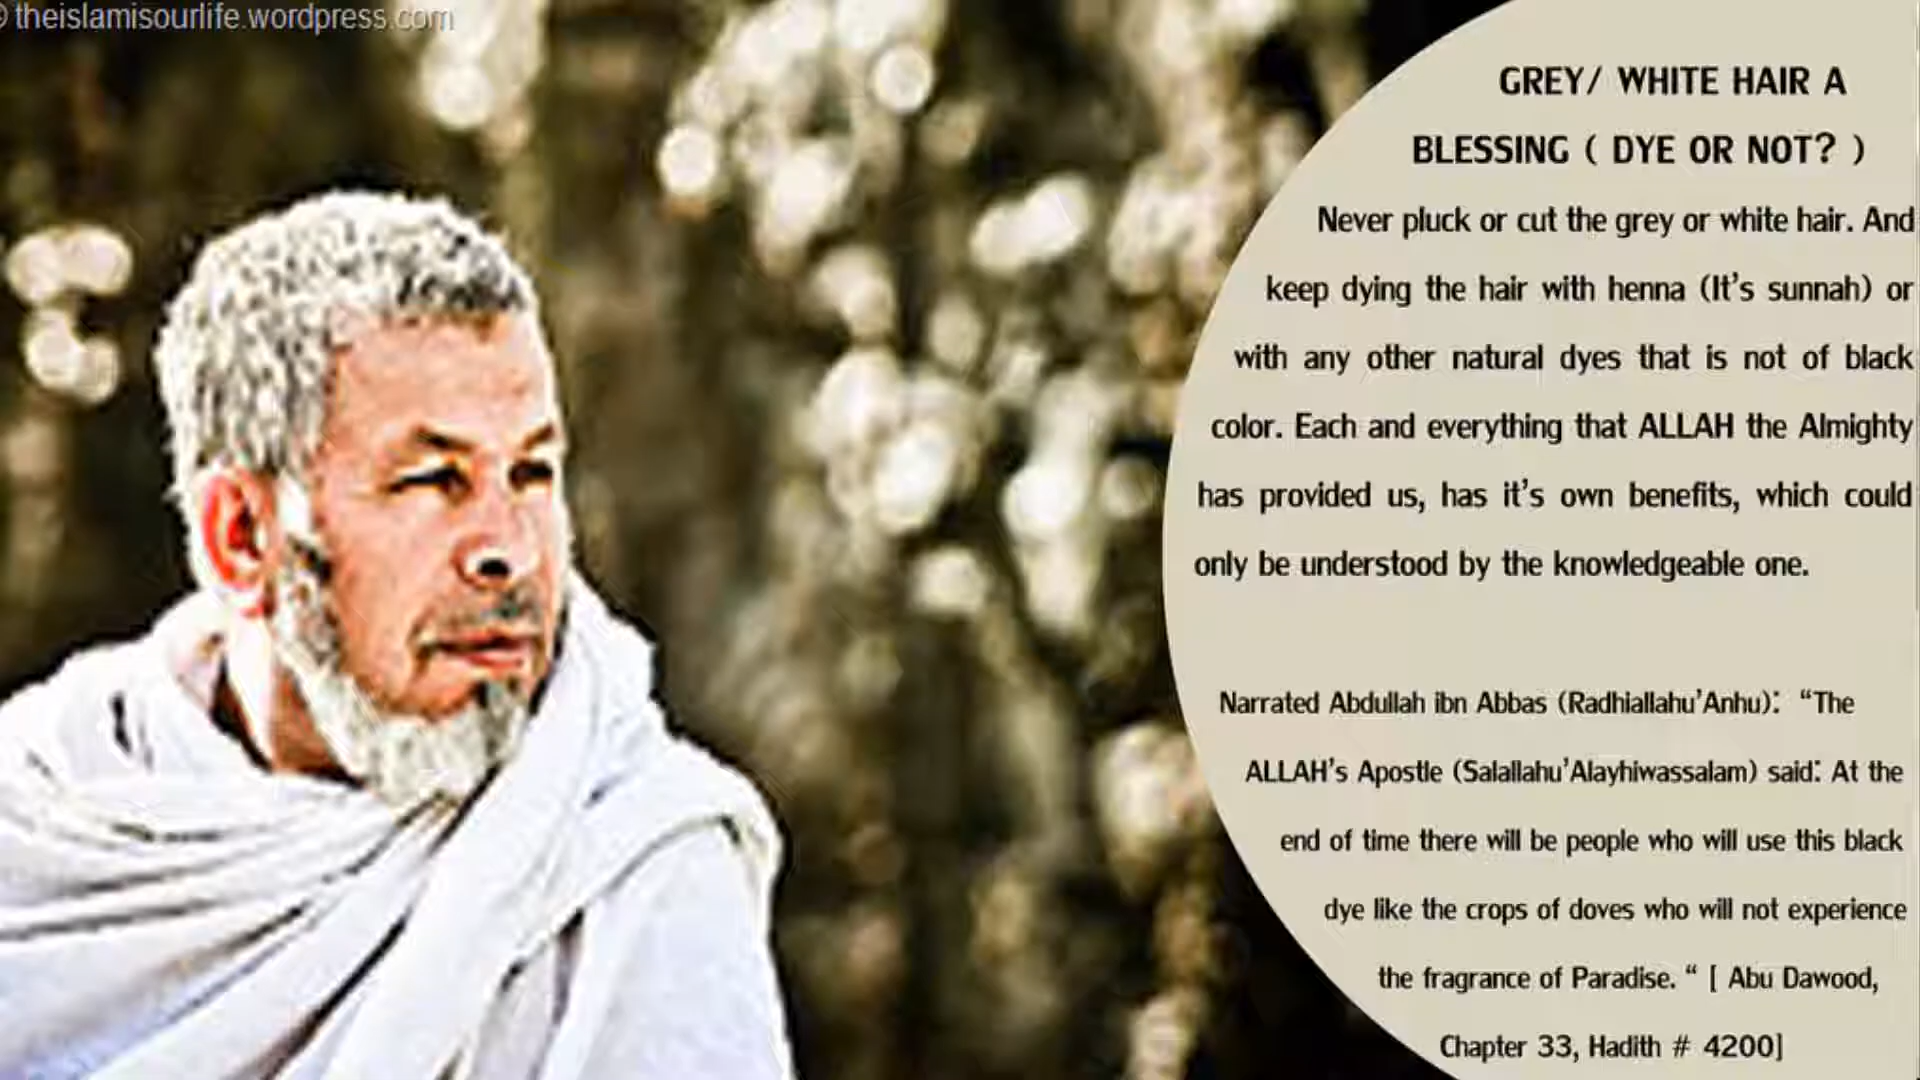 © theislamisourlife.wordpress.com
GREY/ WHITE HAIR A
BLESSING ( DYE OR NOT? )
Never pluck or cut the grey or white hair. And
keep dying the hair with henna (It's sunnah) or
with any other natural dyes that is not of black
color. Each and everything that ALLAH the Almighty
has provided us, has it's own benefits, which could
only be understood by the knowledgeable one.
Narrated Abdullah ibn Abbas (Radhiallahu'Anhu): “The
ALLAH's Apostle (Salallahu'Alayhiwassalam) said: At the
end of time there will be people who will use this black
dye like the crops of doves who will not experience
the fragrance of Paradise. “ [ Abu Dawood,
Chapter 33, Hadith # 4200]